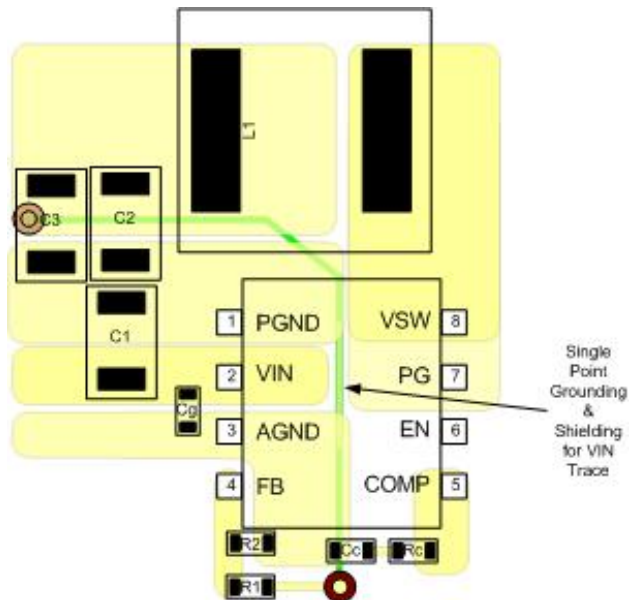 L1
C3
C2
C1
1 PGND VSW 8
2 VIN PG 7
Cg
3 AGND EN 6
4 FB COMP 5
R2
Cc Rc
R1
Single
Point
Grounding
&
Shielding
for VIN
Trace